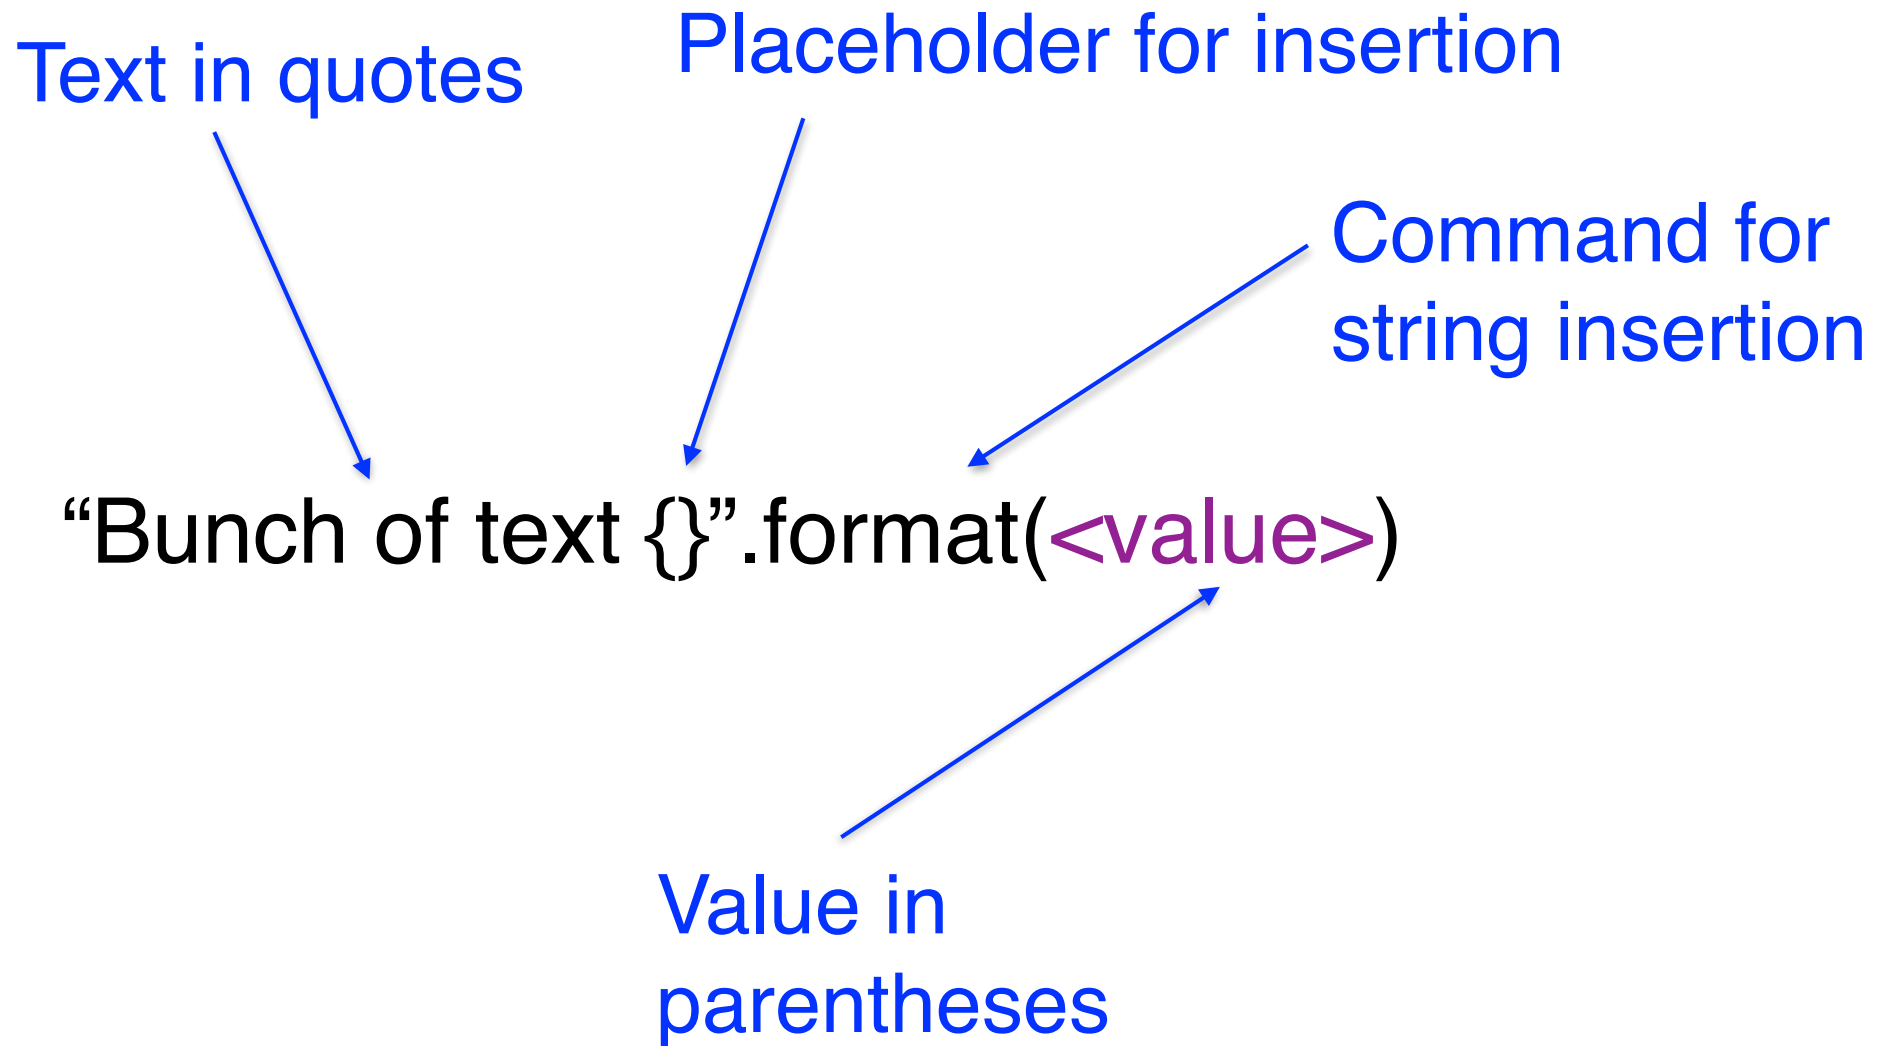 Text in quotes
Placeholder for insertion
Command for
string insertion
“Bunch of text {}”.format(<value>)
Value in
parentheses